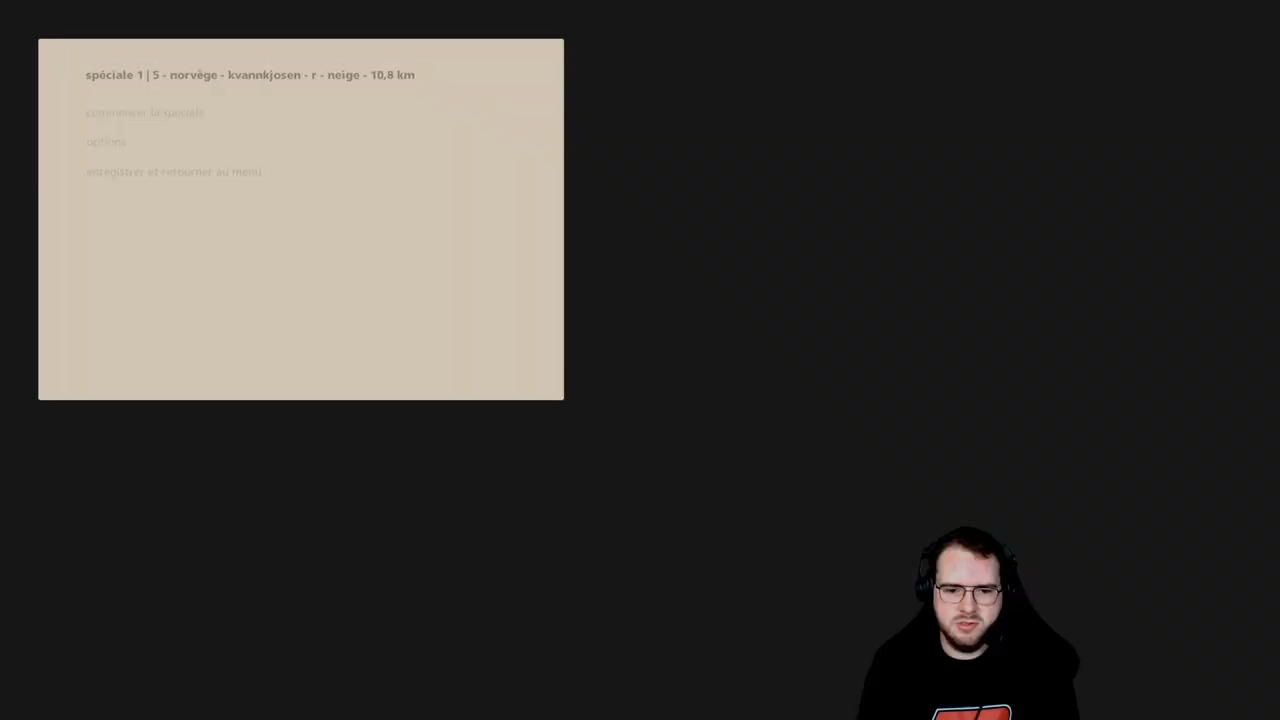 spéciale 1 | 5 - norvège - kvannkjosen - r - neige - 10,8 km
commencer la spéciale
options
enregistrer et retourner au menu